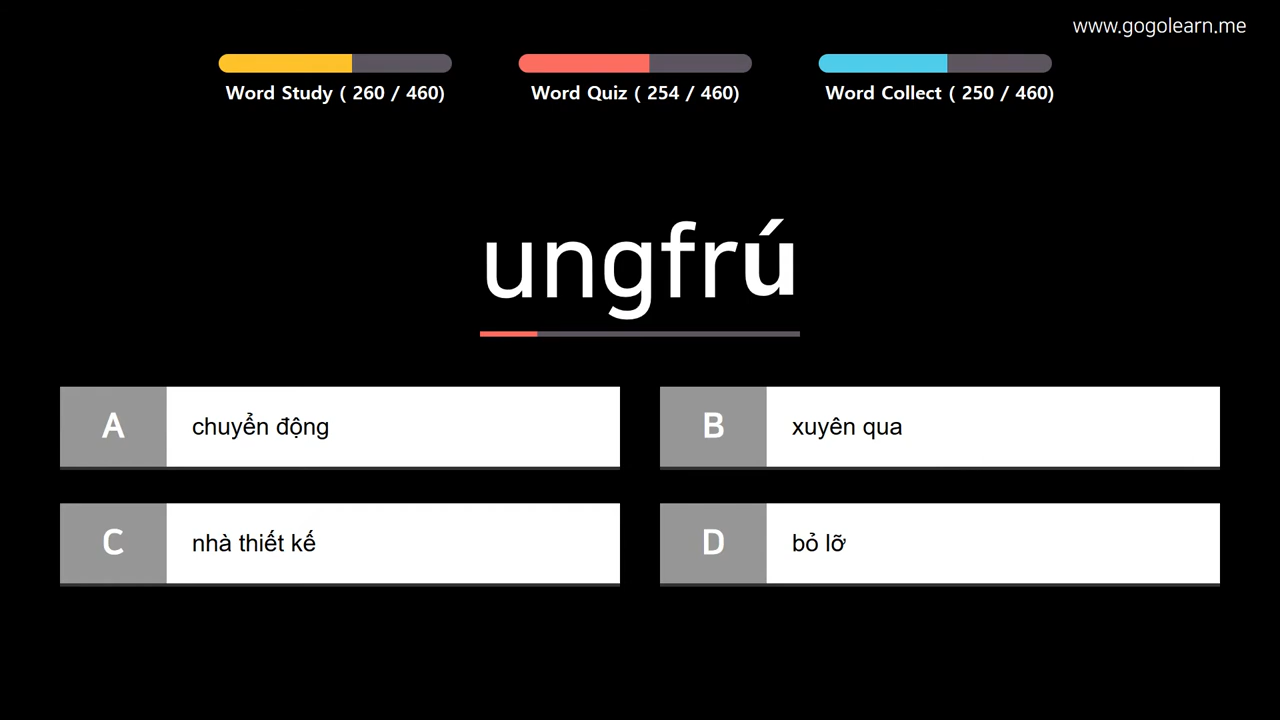 www.gogolearn.me
Word Study ( 260 / 460)
Word Quiz ( 254 / 460)
Word Collect ( 250 / 460)
ungfrú
A chuyển động
B xuyên qua
C nhà thiết kế
D bỏ lỡ